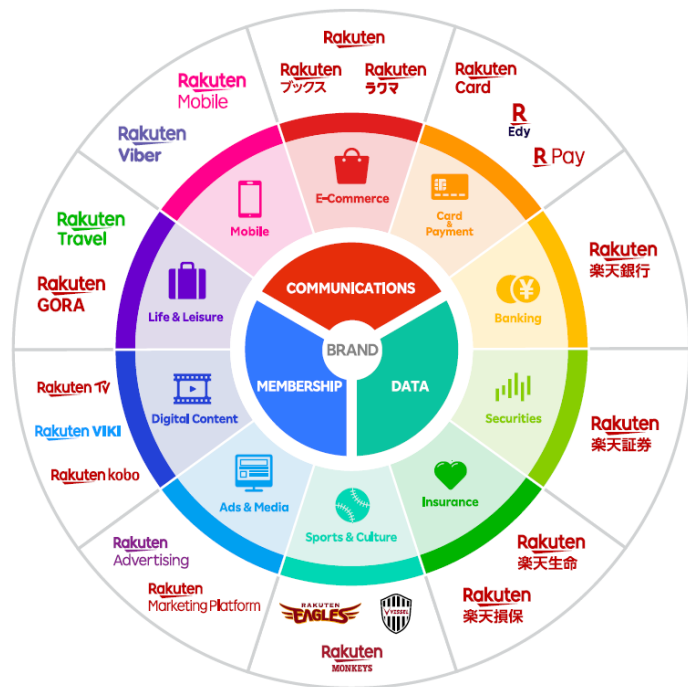 Rakuten
Rakuten
ブックス
Rakuten
ラクマ
Rakuten
Card
R
Edy
R Pay
Rakuten
楽天銀行
Rakuten
楽天証券
Rakuten
楽天生命
Rakuten
楽天損保
RAKUTEN
EAGLES
VISSEL
Rakuten
MONKEYS
Rakuten
Advertising
Rakuten
Marketing Platform
Rakuten TV
Rakuten VIKI
Rakuten kobo
Rakuten
Travel
Rakuten
GORA
Rakuten
Mobile
Rakuten
Viber
E-Commerce
Card
&
Payment
Banking
Securities
Insurance
Sports & Culture
Ads & Media
Digital Content
Life & Leisure
Mobile
COMMUNICATIONS
BRAND
MEMBERSHIP
DATA